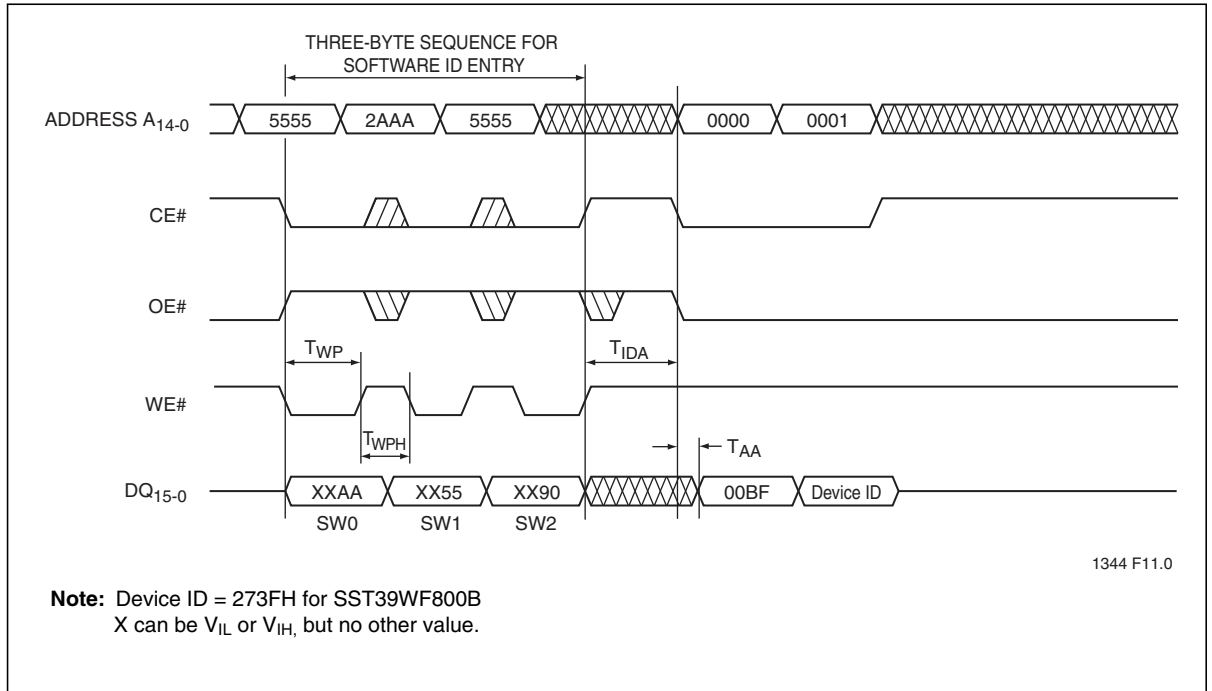 THREE-BYTE SEQUENCE FOR
SOFTWARE ID ENTRY
ADDRESS A14-0
5555 2AAA 5555 0000 0001
CE#
OE#
TWP TIDA
WE#
TWPH TAA
DQ15-0
XXAA XX55 XX90 00BF Device ID
SW0 SW1 SW2
1344 F11.0
Note: Device ID = 273FH for SST39WF800B
X can be VIL or VIH, but no other value.